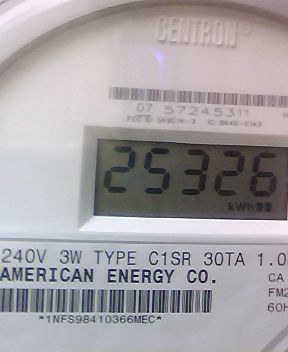 CENTRON®
07 57245311
25326
kWh
240V 3W TYPE C1SR 30TA 1.0
AMERICAN ENERGY CO.
CA
FM2
60H
*1NFS98410366MEC*